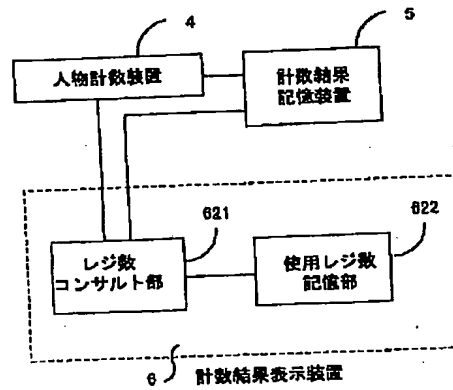 4
5
人物計数装置
計数結果
記憶装置
621
622
レジ数
コンサルト部
使用レジ数
記憶部
6
計数結果表示装置